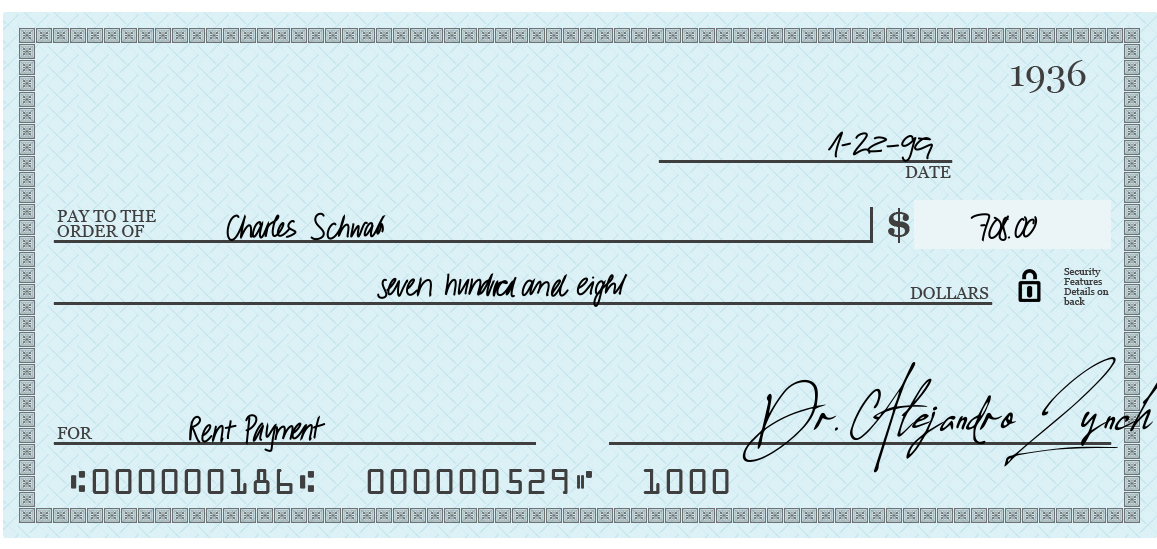 1936
1-22-99
DATE
PAY TO THE
ORDER OF Charles Schwab $ 708.00
seven hundred and eight DOLLARS
Security
Features
Details on
back
FOR Rent Payment Dr. Alejandro Lynch
⑆000000186⑆ 000000529⑈ 1000